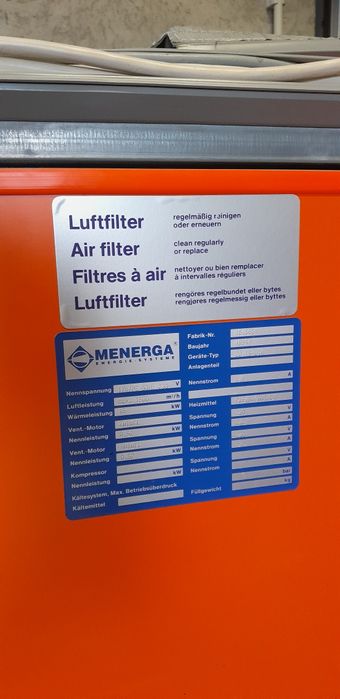 Luftfilter regelmäßig reinigen
oder erneuern
Air filter clean regularly
or replace
Filtres à air nettoyer ou bien remplacer
à intervalles réguliers
Luftfilter rengöres regelbundet eller bytes
rengjøres regelmessig eller byttes
MENERGA®
ENERGIE-SYSTEME
Fabrik-Nr.
Baujahr
Geräte-Typ
Anlagenteil
Nennspannung V Nennstrom A
Luftleistung m³/h
Wärmeleistung kW Heizmittel
Vent.-Motor Spannung V
Nennleistung kW Nennstrom A
Vent.-Motor Spannung V
Nennleistung kW Nennstrom A
Kompressor Spannung V
Nennleistung kW Nennstrom A
Kältesystem, Max. Betriebsüberdruck bar
Kältemittel Füllgewicht kg